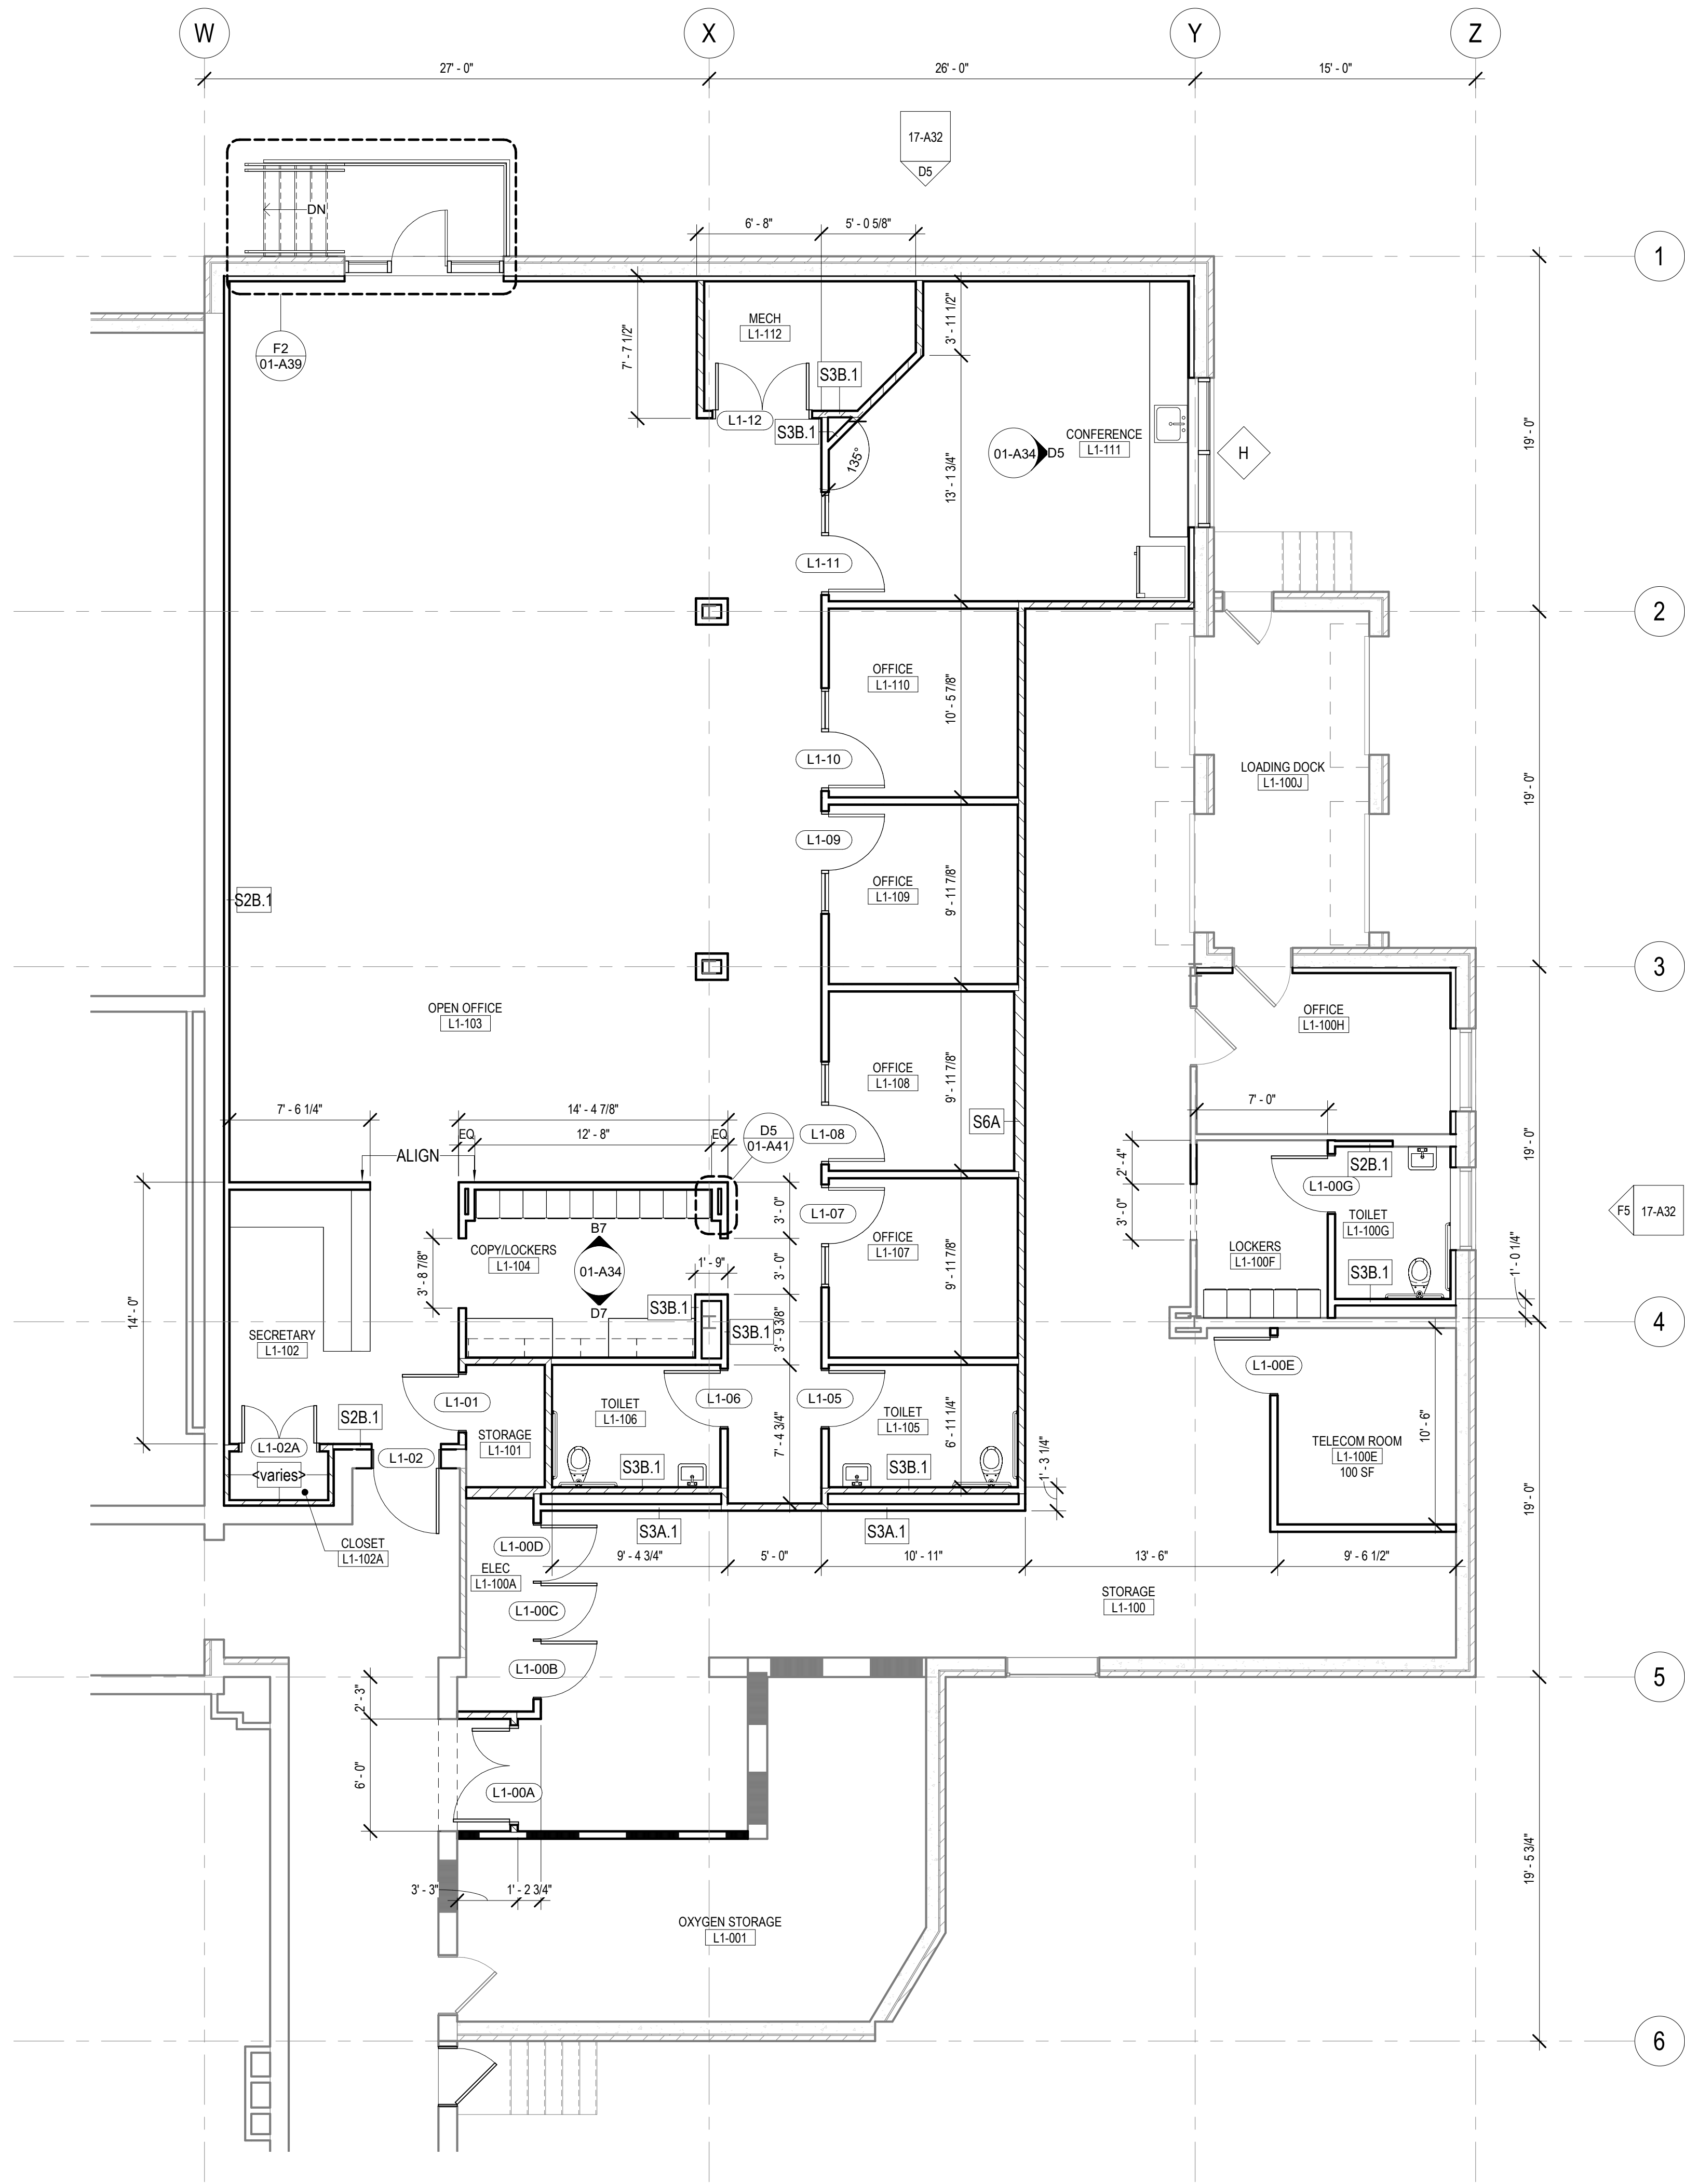 W
X
Y
Z
27' - 0"
26' - 0"
15' - 0"
17-A32
D5
DN
6' - 8"
5' - 0 5/8"
1
F2
01-A39
7' - 7 1/2"
MECH
L1-112
3' - 11 1/2"
S3B.1
L1-12
S3B.1
135°
01-A34
D5
CONFERENCE
L1-111
H
19' - 0"
13' - 1 3/4"
L1-11
2
OFFICE
L1-110
10' - 5 7/8"
L1-10
LOADING DOCK
L1-100J
19' - 0"
L1-09
S2B.1
OFFICE
L1-109
9' - 11 7/8"
3
OPEN OFFICE
L1-103
OFFICE
L1-100H
OFFICE
L1-108
9' - 11 7/8"
7' - 6 1/4"
14' - 4 7/8"
7' - 0"
EQ
12' - 8"
EQ
D5
01-A41
L1-08
S6A
ALIGN
2' - 4"
19' - 0"
S2B.1
L1-00G
3' - 0"
L1-07
3' - 0"
TOILET
L1-100G
F5
17-A32
B7
01-A34
D7
COPY/LOCKERS
L1-104
OFFICE
L1-107
LOCKERS
L1-100F
3' - 8 7/8"
1' - 9"
3' - 0"
9' - 11 7/8"
S3B.1
1' - 0 1/4"
14' - 0"
S3B.1
S3B.1
3' - 9 3/8"
4
SECRETARY
L1-102
L1-00E
L1-01
TOILET
L1-106
L1-06
L1-05
TOILET
L1-105
10' - 6"
S2B.1
STORAGE
L1-101
7' - 4 3/4"
6' - 11 1/4"
TELECOM ROOM
L1-100E
100 SF
L1-02A
L1-02
<varies>
S3B.1
S3B.1
1' - 3 1/4"
19' - 0"
CLOSET
L1-102A
L1-00D
S3A.1
S3A.1
9' - 4 3/4"
5' - 0"
10' - 11"
13' - 6"
9' - 6 1/2"
ELEC
L1-100A
STORAGE
L1-100
L1-00C
L1-00B
5
2' - 3"
6' - 0"
L1-00A
19' - 5 3/4"
3' - 3"
1' - 2 3/4"
OXYGEN STORAGE
L1-001
6